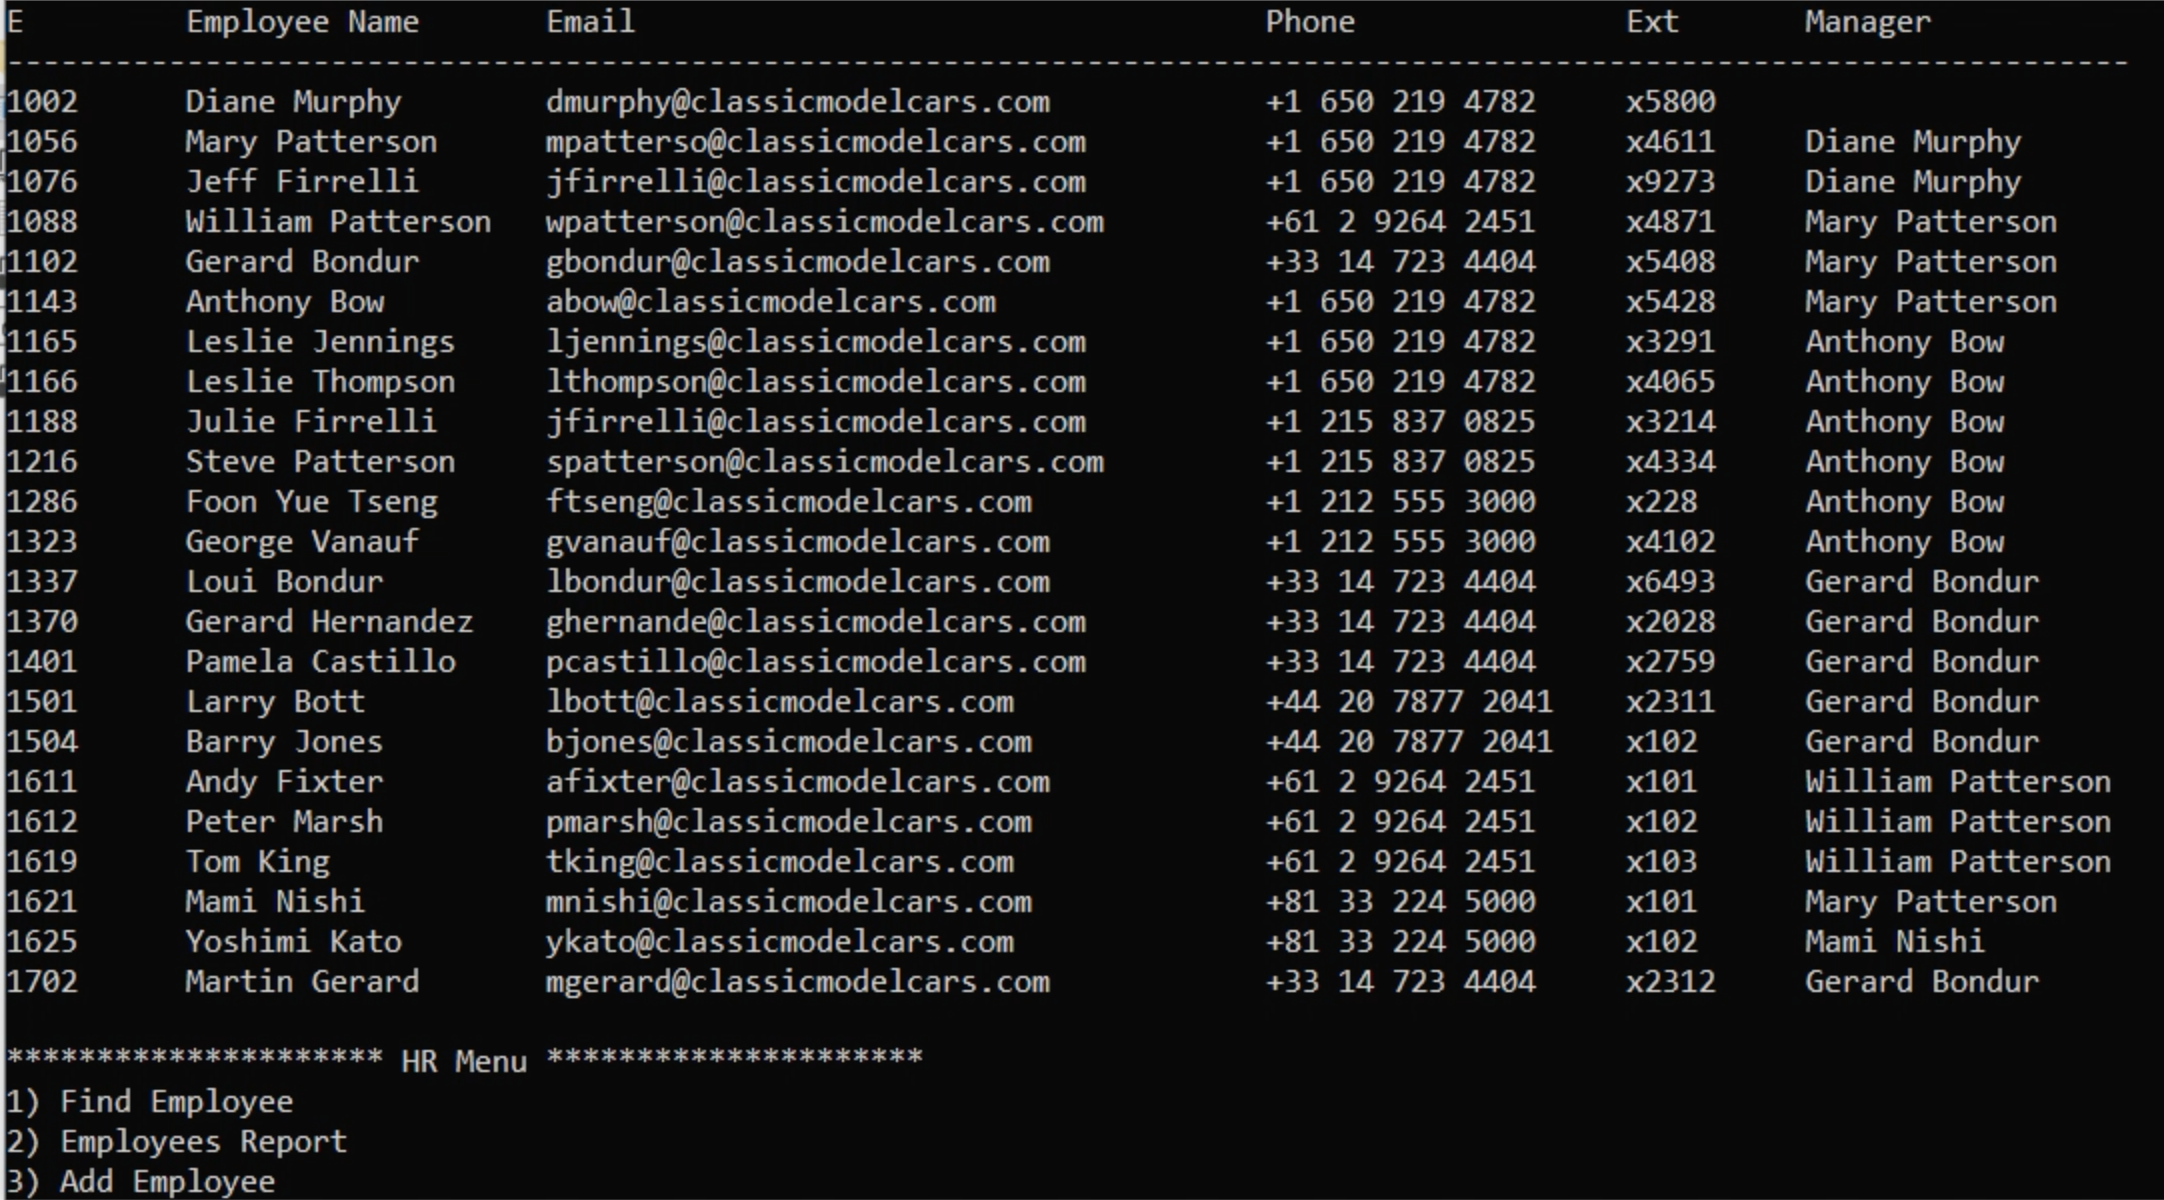 E Employee Name Email Phone Ext Manager
----------------------------------------------------------------------------------------------------------------------
1002 Diane Murphy dmurphy@classicmodelcars.com +1 650 219 4782 x5800
1056 Mary Patterson mpatterso@classicmodelcars.com +1 650 219 4782 x4611 Diane Murphy
1076 Jeff Firrelli jfirrelli@classicmodelcars.com +1 650 219 4782 x9273 Diane Murphy
1088 William Patterson wpatterson@classicmodelcars.com +61 2 9264 2451 x4871 Mary Patterson
1102 Gerard Bondur gbondur@classicmodelcars.com +33 14 723 4404 x5408 Mary Patterson
1143 Anthony Bow abow@classicmodelcars.com +1 650 219 4782 x5428 Mary Patterson
1165 Leslie Jennings ljennings@classicmodelcars.com +1 650 219 4782 x3291 Anthony Bow
1166 Leslie Thompson lthompson@classicmodelcars.com +1 650 219 4782 x4065 Anthony Bow
1188 Julie Firrelli jfirrelli@classicmodelcars.com +1 215 837 0825 x3214 Anthony Bow
1216 Steve Patterson spatterson@classicmodelcars.com +1 215 837 0825 x4334 Anthony Bow
1286 Foon Yue Tseng ftseng@classicmodelcars.com +1 212 555 3000 x228 Anthony Bow
1323 George Vanauf gvanauf@classicmodelcars.com +1 212 555 3000 x4102 Anthony Bow
1337 Loui Bondur lbondur@classicmodelcars.com +33 14 723 4404 x6493 Gerard Bondur
1370 Gerard Hernandez ghernande@classicmodelcars.com +33 14 723 4404 x2028 Gerard Bondur
1401 Pamela Castillo pcastillo@classicmodelcars.com +33 14 723 4404 x2759 Gerard Bondur
1501 Larry Bott lbott@classicmodelcars.com +44 20 7877 2041 x2311 Gerard Bondur
1504 Barry Jones bjones@classicmodelcars.com +44 20 7877 2041 x102 Gerard Bondur
1611 Andy Fixter afixter@classicmodelcars.com +61 2 9264 2451 x101 William Patterson
1612 Peter Marsh pmarsh@classicmodelcars.com +61 2 9264 2451 x102 William Patterson
1619 Tom King tking@classicmodelcars.com +61 2 9264 2451 x103 William Patterson
1621 Mami Nishi mnishi@classicmodelcars.com +81 33 224 5000 x101 Mary Patterson
1625 Yoshimi Kato ykato@classicmodelcars.com +81 33 224 5000 x102 Mami Nishi
1702 Martin Gerard mgerard@classicmodelcars.com +33 14 723 4404 x2312 Gerard Bondur
********************* HR Menu *********************
1) Find Employee
2) Employees Report
3) Add Employee